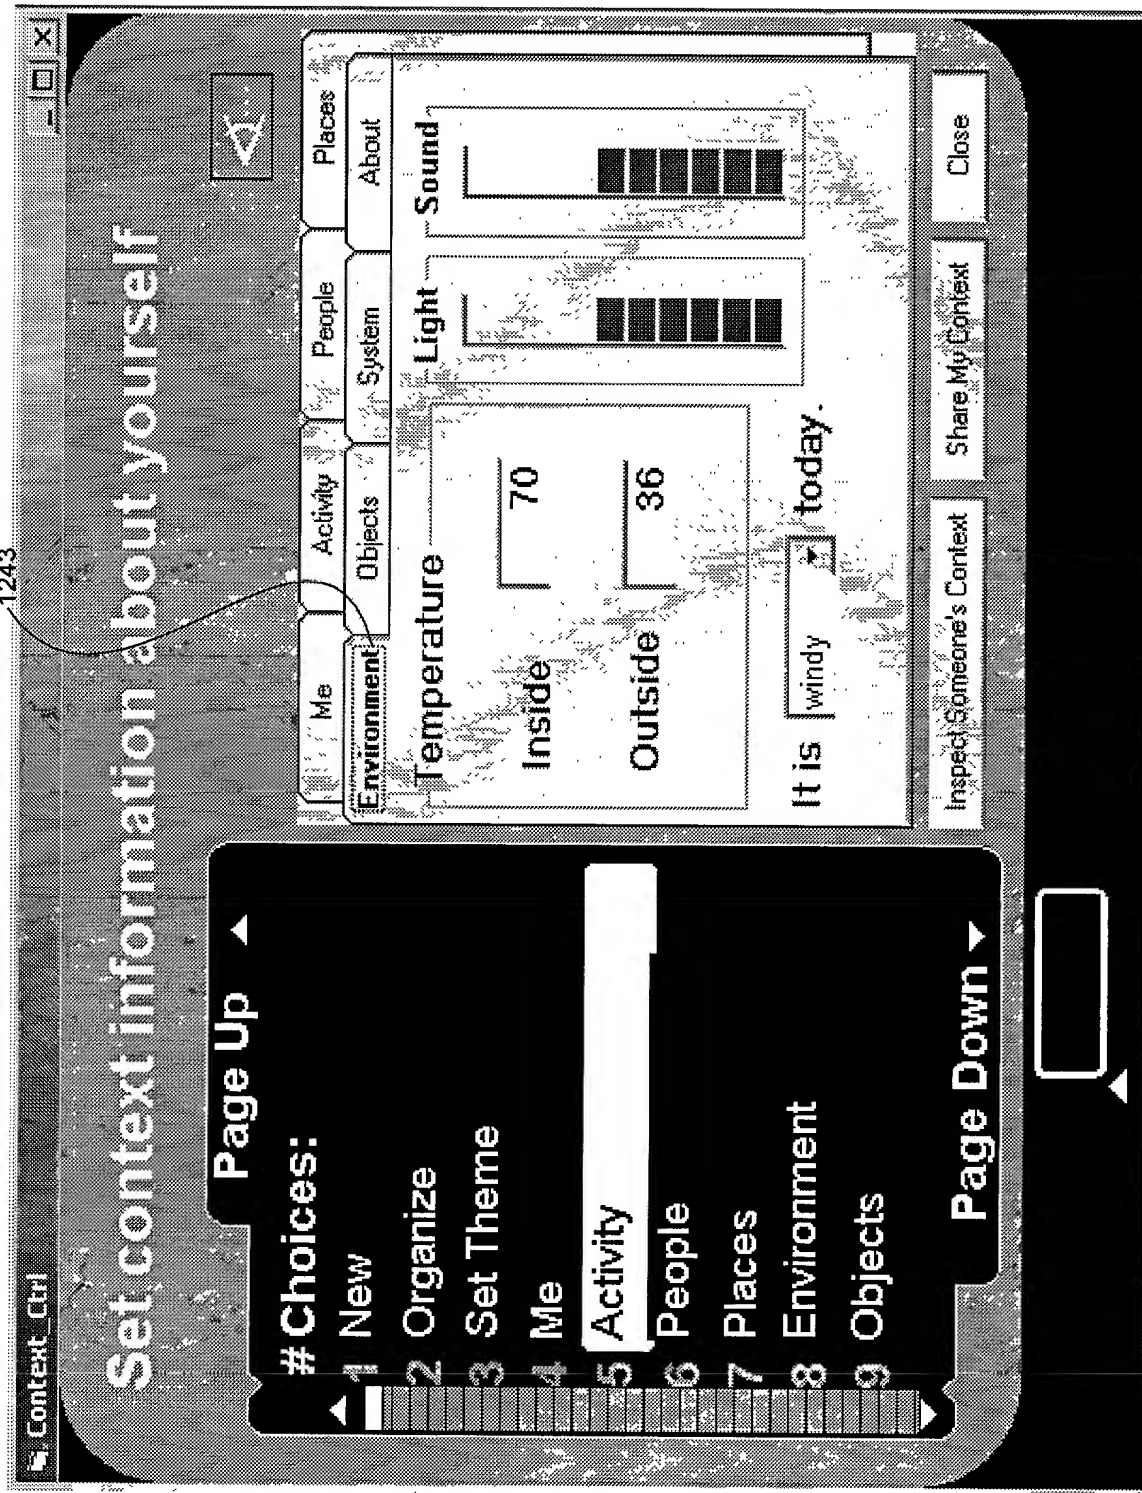 1243
Context_Ctrl
Set context information about yourself
Page Up
# Choices:
1 New
2 Organize
3 Set Theme
4 Me
5 Activity
6 People
7 Places
8 Environment
9 Objects
Page Down
Me Activity People Places
Environment Objects System About
Temperature
Inside 70
Outside 36
Light
Sound
It is windy today.
Inspect Someone's Context
Share My Context
Close